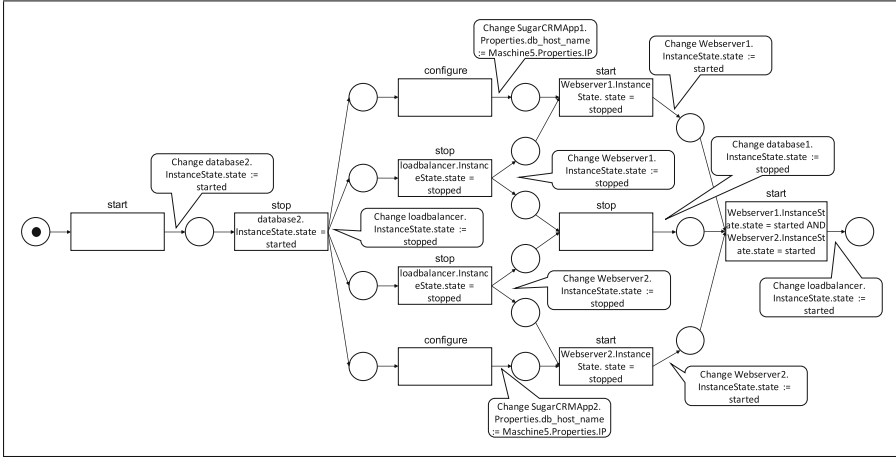 Change SugarCRMApp1.
Properties.db_host_name
:= Maschine5.Properties.IP
Change Webserver1.
InstanceState.state :=
started
configure
start
Webserver1.Instance
State. state =
stopped
Change database2.
InstanceState.state :=
started
stop
loadbalancer.Instanc
eState.state =
stopped
Change Webserver1.
InstanceState.state :=
stopped
Change database1.
InstanceState.state :=
stopped
start
stop
database2.
InstanceState.state =
started
Change loadbalancer.
InstanceState.state :=
stopped
stop
start
Webserver1.InstanceSt
ate.state = started AND
Webserver2.InstanceSt
ate.state = started
stop
loadbalancer.Instanc
eState.state =
stopped
Change Webserver2.
InstanceState.state :=
stopped
Change loadbalancer.
InstanceState.state :=
started
configure
start
Webserver2.Instance
State. state =
stopped
Change Webserver2.
InstanceState.state :=
started
Change SugarCRMApp2.
Properties.db_host_name
:= Maschine5.Properties.IP